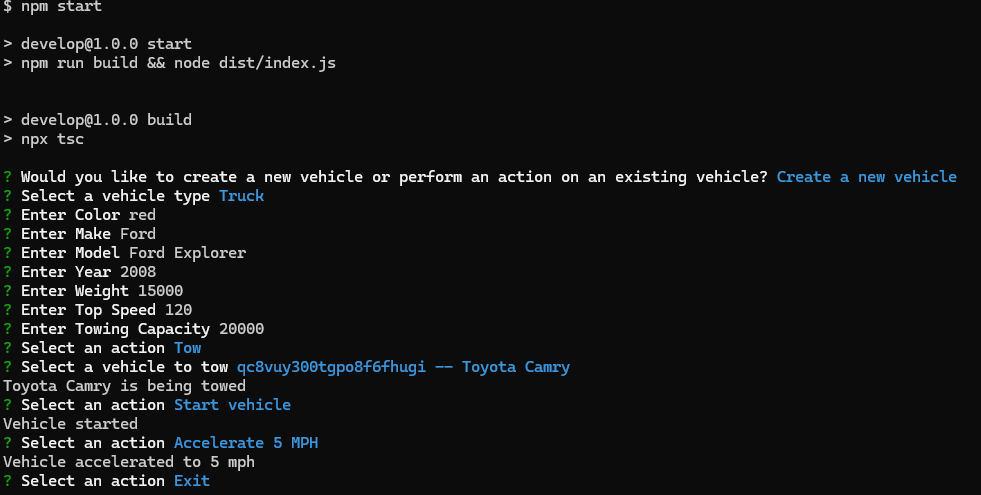 $ npm start
> develop@1.0.0 start
> npm run build && node dist/index.js
> develop@1.0.0 build
> npx tsc
? Would you like to create a new vehicle or perform an action on an existing vehicle? Create a new vehicle
? Select a vehicle type Truck
? Enter Color red
? Enter Make Ford
? Enter Model Ford Explorer
? Enter Year 2008
? Enter Weight 15000
? Enter Top Speed 120
? Enter Towing Capacity 20000
? Select an action Tow
? Select a vehicle to tow qc8vuy300tgpo8f6fhugi -- Toyota Camry
Toyota Camry is being towed
? Select an action Start vehicle
Vehicle started
? Select an action Accelerate 5 MPH
Vehicle accelerated to 5 mph
? Select an action Exit